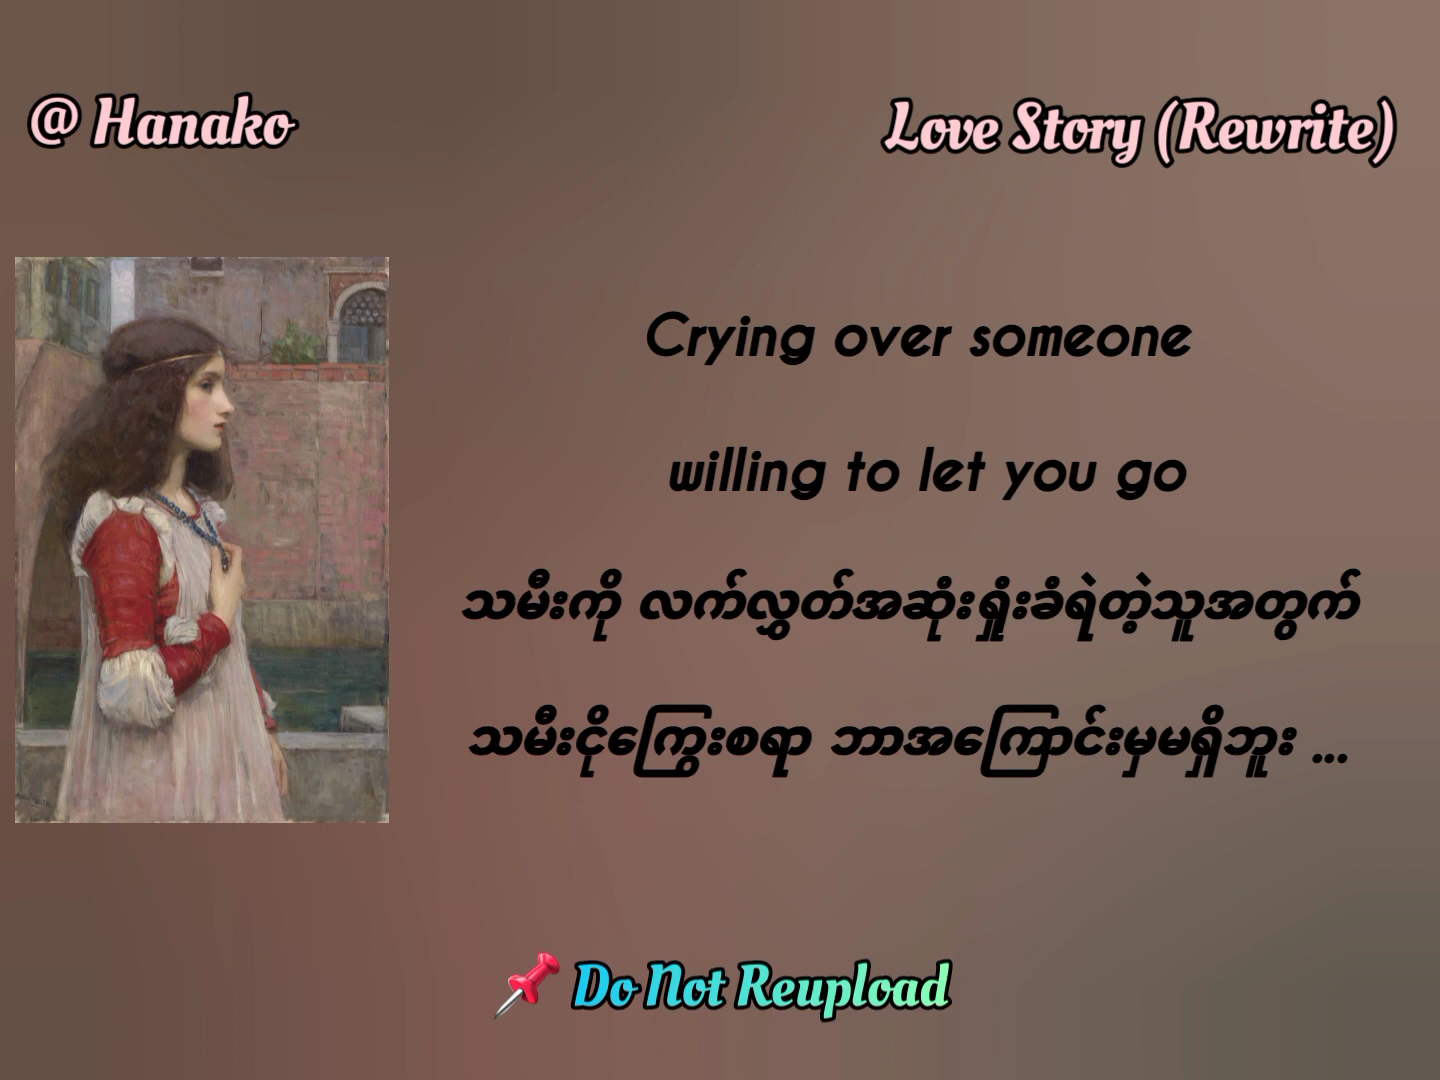 @ Hanako
Love Story (Rewrite)
Crying over someone
willing to let you go
သမီးကို လက်လွှတ်အဆုံးရှုံးခံရဲတဲ့သူအတွက်
သမီးငိုကြွေးစရာ ဘာအကြောင်းမှမရှိဘူး ...
📌 Do Not Reupload